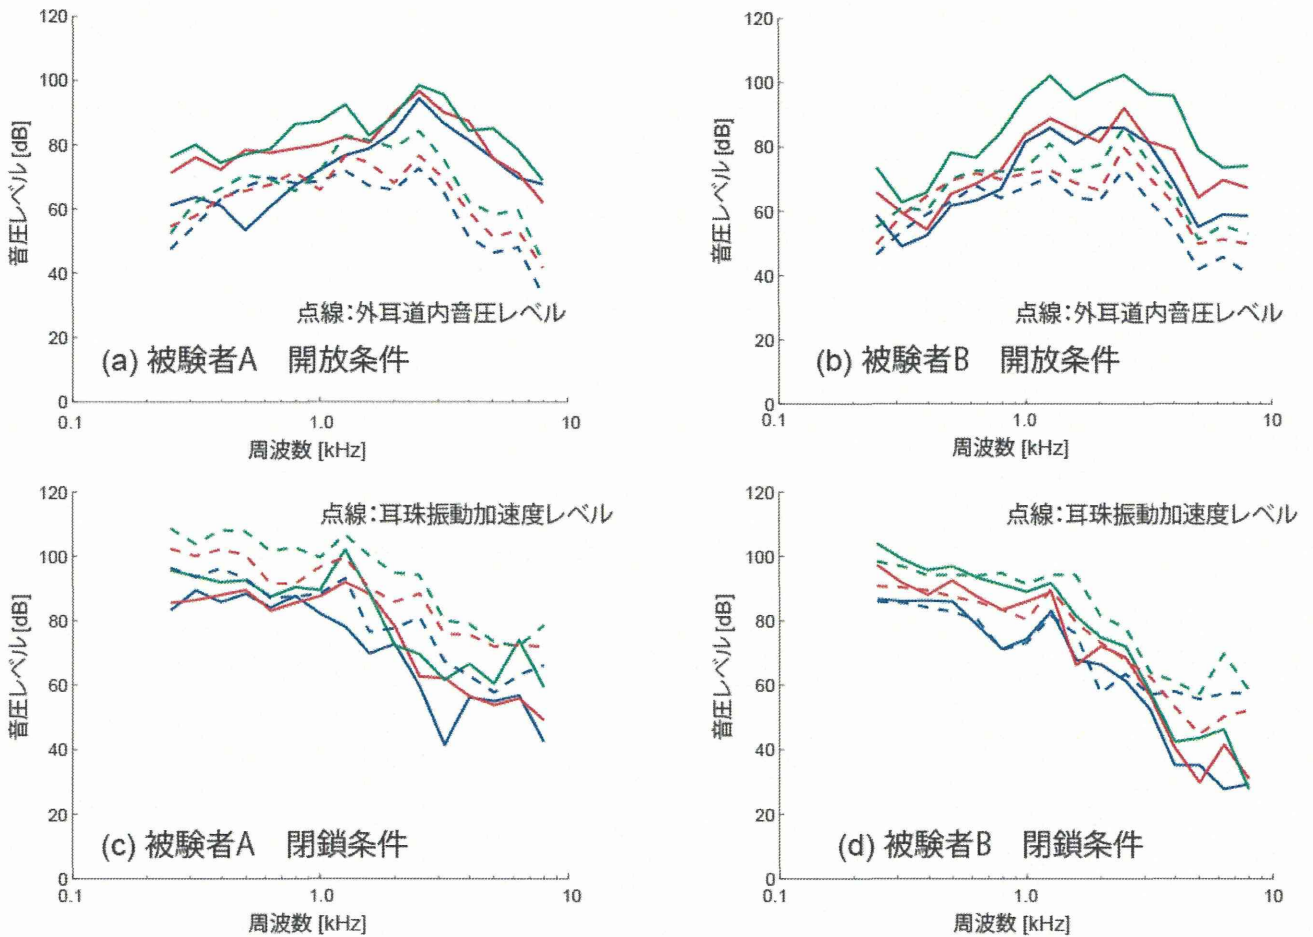 120
100
80
60
40
20
0
音圧レベル [dB]
点線：外耳道内音圧レベル
(a) 被験者A 開放条件
0.1
1.0
10
周波数 [kHz]
120
100
80
60
40
20
0
音圧レベル [dB]
点線：外耳道内音圧レベル
(b) 被験者B 開放条件
0.1
1.0
10
周波数 [kHz]
120
100
80
60
40
20
0
音圧レベル [dB]
点線：耳珠振動加速度レベル
(c) 被験者A 閉鎖条件
0.1
1.0
10
周波数 [kHz]
120
100
80
60
40
20
0
音圧レベル [dB]
点線：耳珠振動加速度レベル
(d) 被験者B 閉鎖条件
0.1
1.0
10
周波数 [kHz]